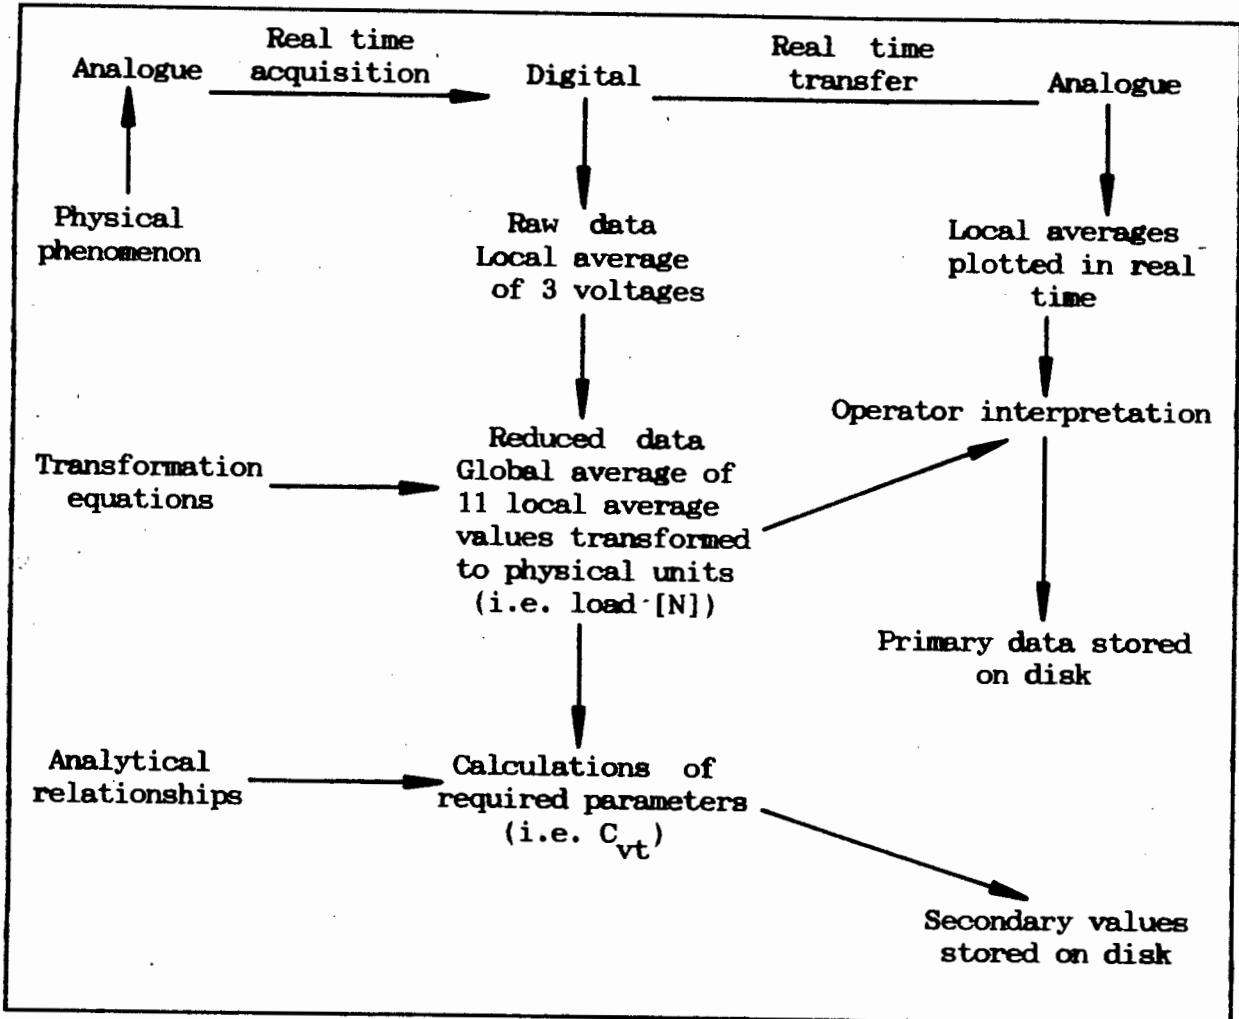 Real time
acquisition
Real time
transfer
Analogue
Digital
Analogue
Physical
phenomenon
Raw data
Local average
of 3 voltages
Local averages
plotted in real
time
Operator interpretation
Transformation
equations
Reduced data
Global average of
11 local average
values transformed
to physical units
(i.e. load [N])
Primary data stored
on disk
Analytical
relationships
Calculations of
required parameters
(i.e. Cvt)
Secondary values
stored on disk